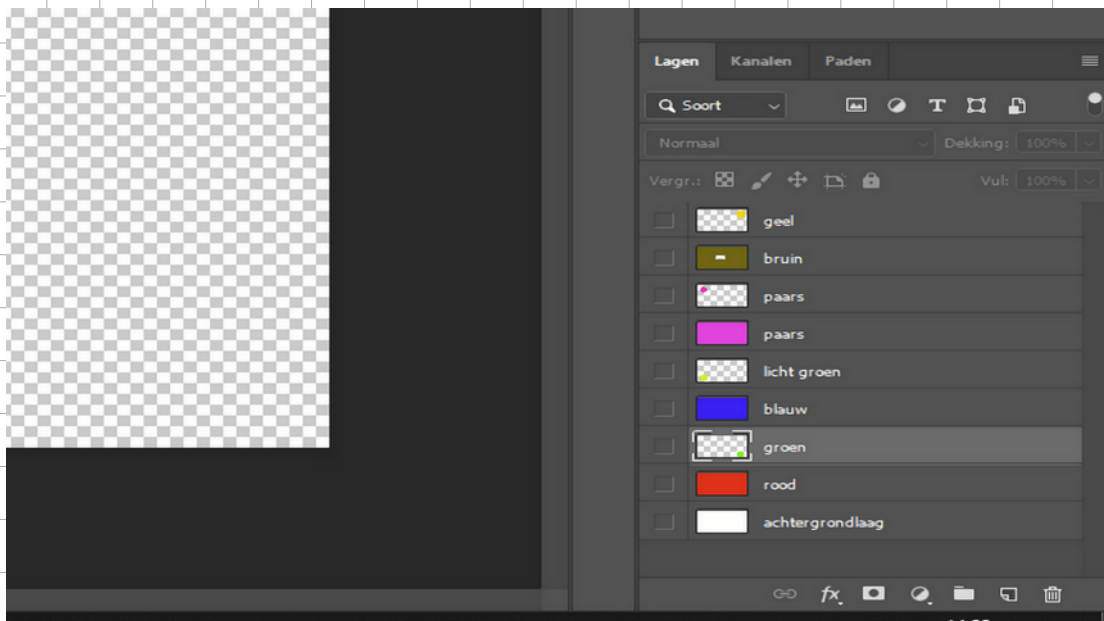 Lagen Kanalen Paden
Soort
Normaal Dekking: 100%
Vergr.: Vul: 100%
geel
bruin
paars
paars
licht groen
blauw
groen
rood
achtergrondlaag
fx